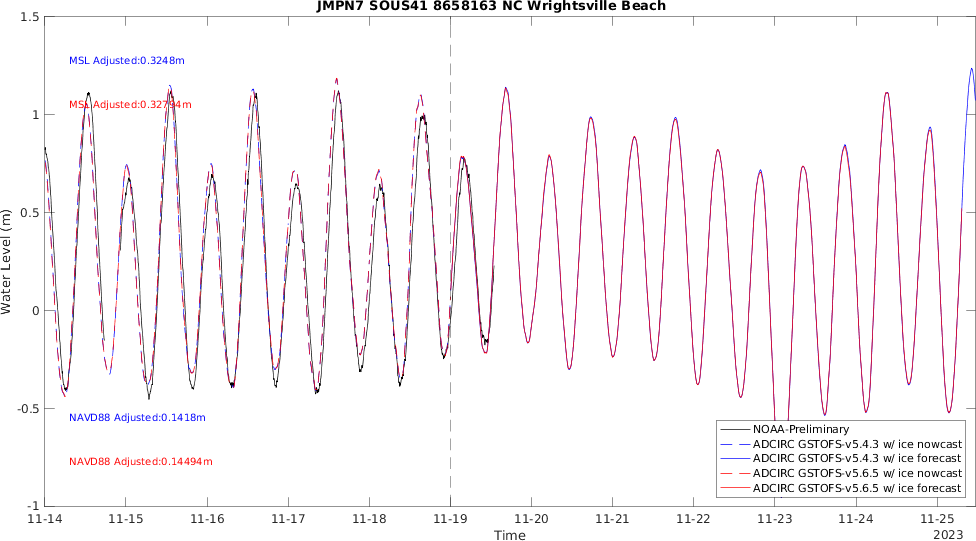 JMPN7 SOUS41 8658163 NC Wrightsville Beach
1.5
1
0.5
0
-0.5
-1
Water Level (m)
MSL Adjusted:0.3248m
MSL Adjusted:0.32794m
NAVD88 Adjusted:0.1418m
NAVD88 Adjusted:0.14494m
NOAA-Preliminary
ADCIRC GSTOFS-v5.4.3 w/ ice nowcast
ADCIRC GSTOFS-v5.4.3 w/ ice forecast
ADCIRC GSTOFS-v5.6.5 w/ ice nowcast
ADCIRC GSTOFS-v5.6.5 w/ ice forecast
11-14 11-15 11-16 11-17 11-18 11-19 11-20 11-21 11-22 11-23 11-24 11-25
Time
2023